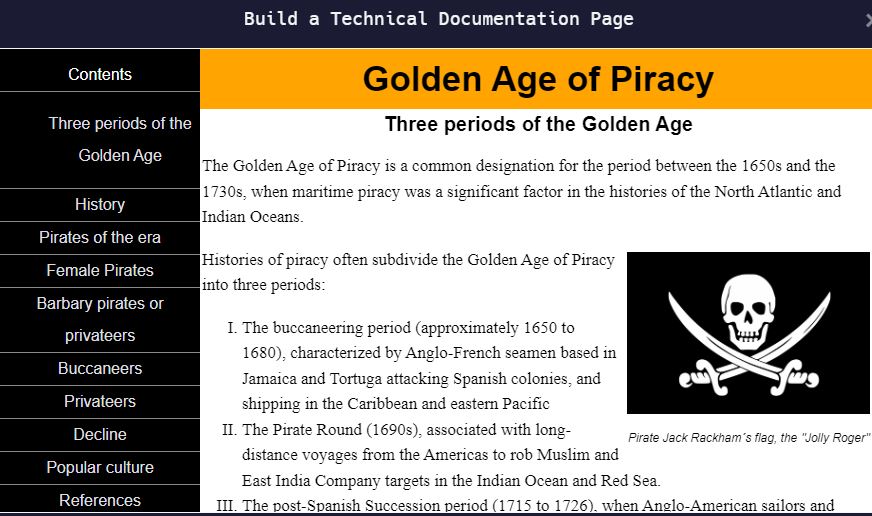 Build a Technical Documentation Page
Contents
Three periods of the
Golden Age
History
Pirates of the era
Female Pirates
Barbary pirates or
privateers
Buccaneers
Privateers
Decline
Popular culture
References
Golden Age of Piracy
Three periods of the Golden Age
The Golden Age of Piracy is a common designation for the period between the 1650s and the
1730s, when maritime piracy was a significant factor in the histories of the North Atlantic and
Indian Oceans.
Histories of piracy often subdivide the Golden Age of Piracy
into three periods:
I. The buccaneering period (approximately 1650 to
1680), characterized by Anglo-French seamen based in
Jamaica and Tortuga attacking Spanish colonies, and
shipping in the Caribbean and eastern Pacific
II. The Pirate Round (1690s), associated with long-
distance voyages from the Americas to rob Muslim and
East India Company targets in the Indian Ocean and Red Sea.
III. The post-Spanish Succession period (1715 to 1726), when Anglo-American sailors and
Pirate Jack Rackham´s flag, the "Jolly Roger"